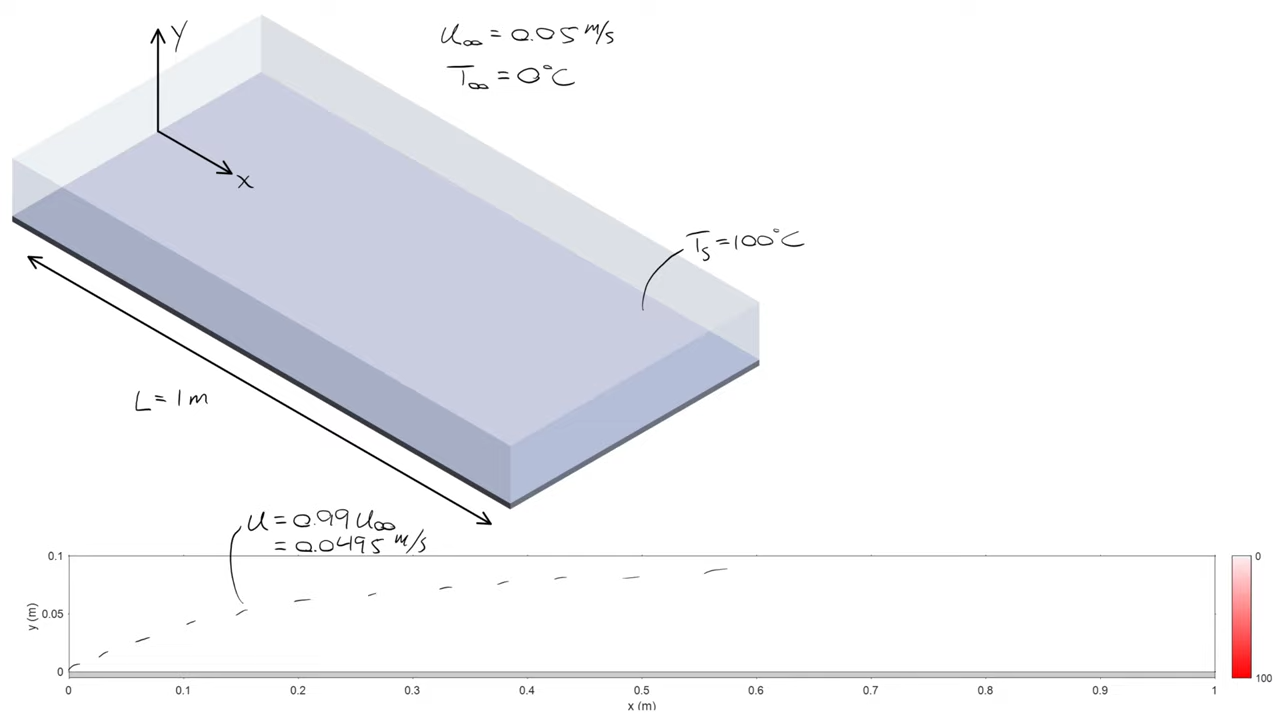 y
u∞ = 0.05 m/s
T∞ = 0°C
x
Ts = 100°C
L = 1 m
u = 0.99 u∞
= 0.0495 m/s
0.1
0.05
0
y (m)
0
0.1
0.2
0.3
0.4
0.5
0.6
0.7
0.8
0.9
1
x (m)
0
100